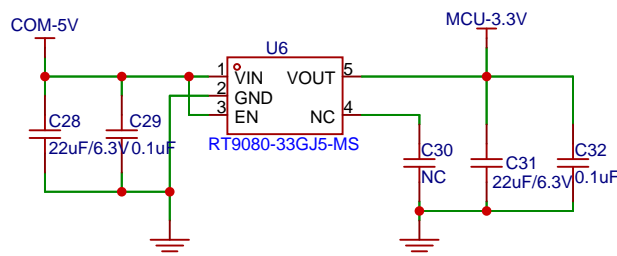 COM-5V
MCU-3.3V
U6
1 VIN VOUT 5
2 GND
3 EN NC 4
RT9080-33GJ5-MS
C28
22uF/6.3V
C29
0.1uF
C30
NC
C31
22uF/6.3V
C32
0.1uF